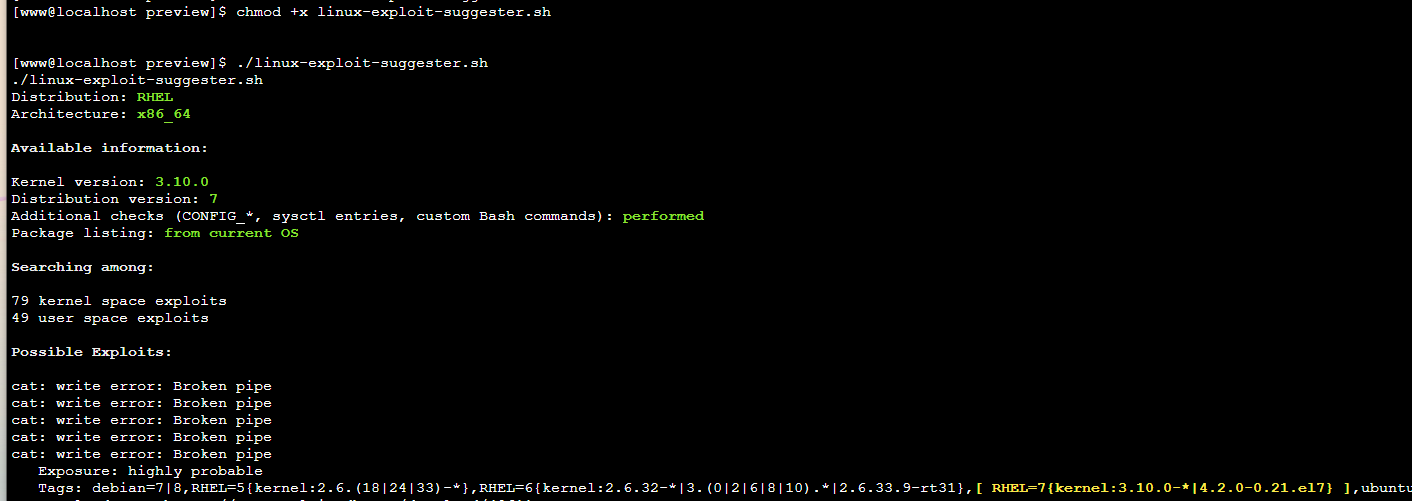 [www@localhost preview]$ chmod +x linux-exploit-suggester.sh
[www@localhost preview]$ ./linux-exploit-suggester.sh
./linux-exploit-suggester.sh
Distribution: RHEL
Architecture: x86_64
Available information:
Kernel version: 3.10.0
Distribution version: 7
Additional checks (CONFIG_*, sysctl entries, custom Bash commands): performed
Package listing: from current OS
Searching among:
79 kernel space exploits
49 user space exploits
Possible Exploits:
cat: write error: Broken pipe
cat: write error: Broken pipe
cat: write error: Broken pipe
cat: write error: Broken pipe
cat: write error: Broken pipe
Exposure: highly probable
Tags: debian=7|8,RHEL=5{kernel:2.6.(18|24|33)-*},RHEL=6{kernel:2.6.32-*|3.(0|2|6|8|10).*|2.6.33.9-rt31},[ RHEL=7{kernel:3.10.0-*|4.2.0-0.21.el7} ],ubuntu